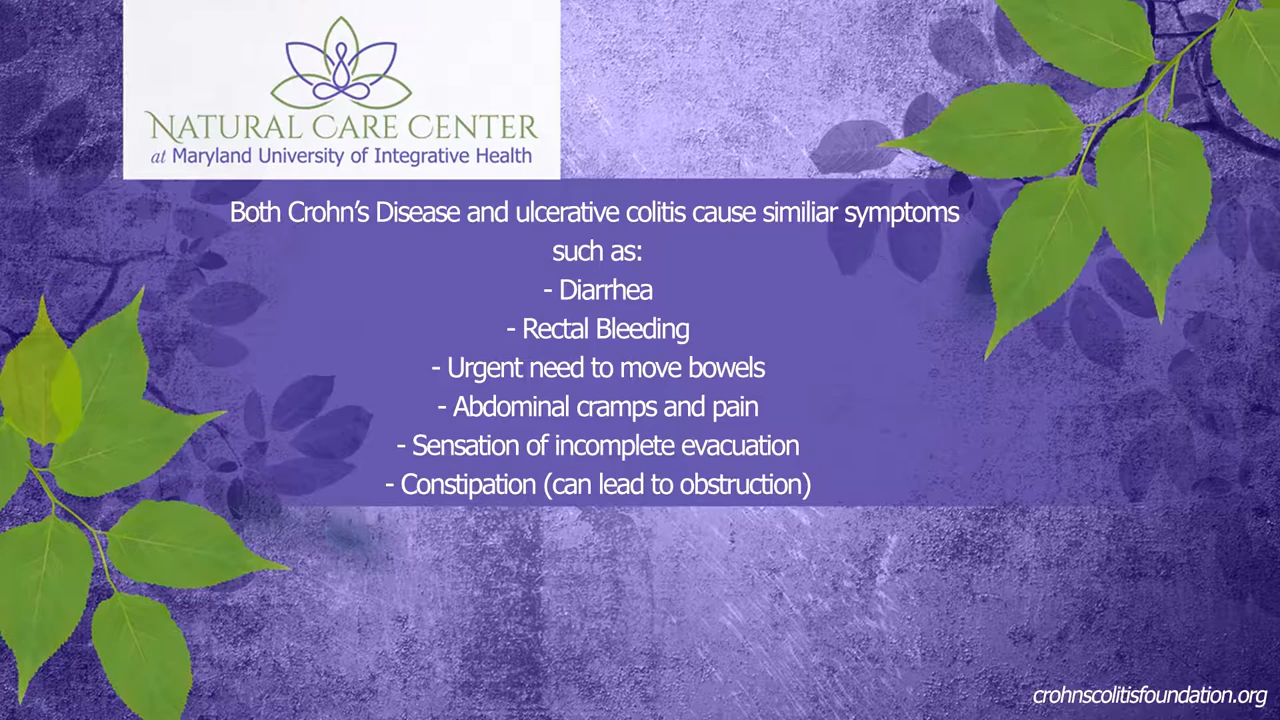 NATURAL CARE CENTER
at Maryland University of Integrative Health
Both Crohn's Disease and ulcerative colitis cause similiar symptoms
such as:
- Diarrhea
- Rectal Bleeding
- Urgent need to move bowels
- Abdominal cramps and pain
- Sensation of incomplete evacuation
- Constipation (can lead to obstruction)
crohnscolitisfoundation.org